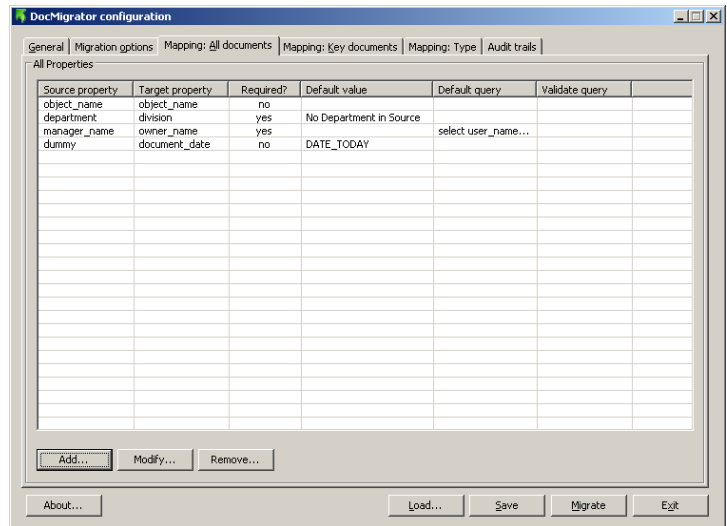 DocMigrator configuration
General Migration options Mapping: All documents Mapping: Key documents Mapping: Type Audit trails
All Properties
Source property Target property Required? Default value Default query Validate query
object_name object_name no
department division yes No Department in Source
manager_name owner_name yes select user_name...
dummy document_date no DATE_TODAY
Add... Modify... Remove...
About... Load... Save Migrate Exit